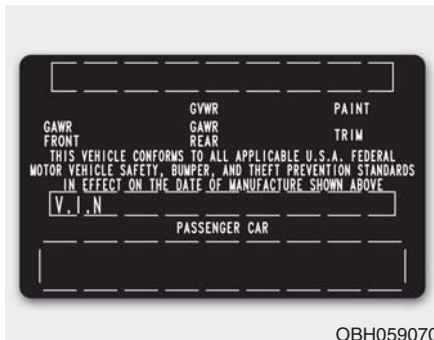 GVWR PAINT
GAWR FRONT GAWR REAR TRIM
THIS VEHICLE CONFORMS TO ALL APPLICABLE U.S.A. FEDERAL
MOTOR VEHICLE SAFETY, BUMPER, AND THEFT PREVENTION STANDARDS
IN EFFECT ON THE DATE OF MANUFACTURE SHOWN ABOVE
V.I.N
PASSENGER CAR
OBH059070